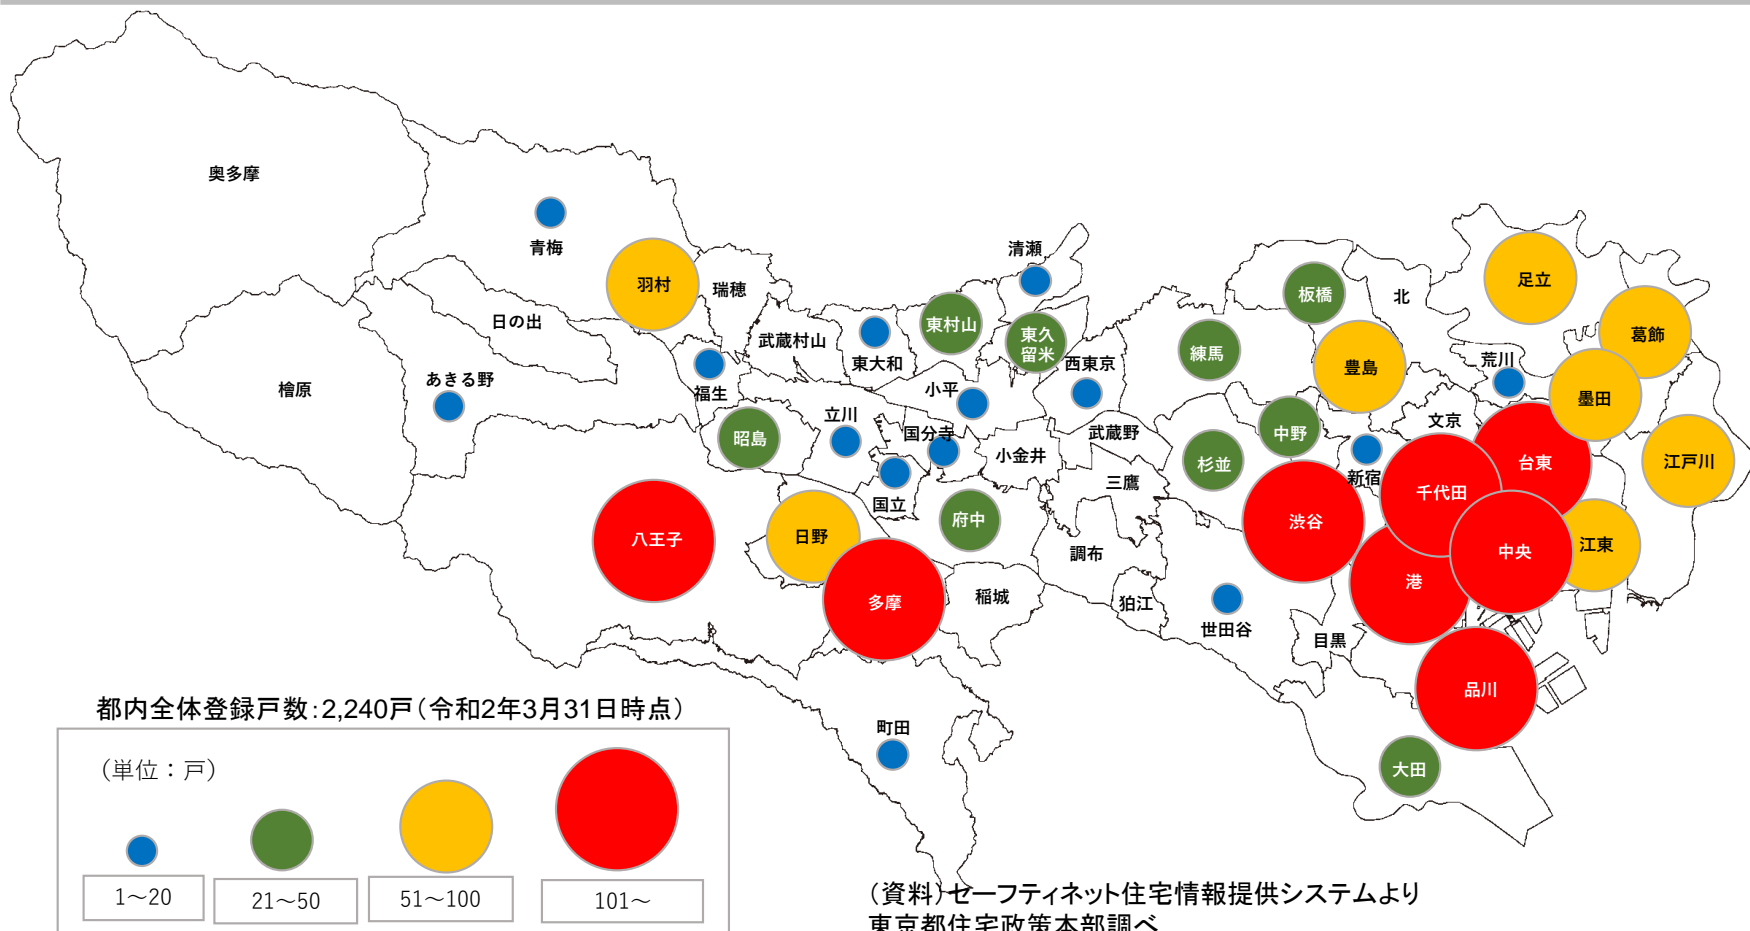 奥多摩
青梅
羽村
瑞穂
日の出
檜原
あきる野
福生
武蔵村山
東大和
東村山
清瀬
東久
留米
西東京
小平
立川
昭島
国分寺
国立
小金井
武蔵野
三鷹
府中
日野
八王子
多摩
稲城
調布
狛江
町田
練馬
板橋
北
足立
葛飾
荒川
豊島
墨田
文京
中野
杉並
新宿
台東
千代田
江戸川
渋谷
中央
江東
港
世田谷
目黒
品川
大田
都内全体登録戸数：2,240戸（令和2年3月31日時点）
（単位：戸）
1～20
21～50
51～100
101～
（資料）セーフティネット住宅情報提供システムより
東京都住宅政策本部調べ